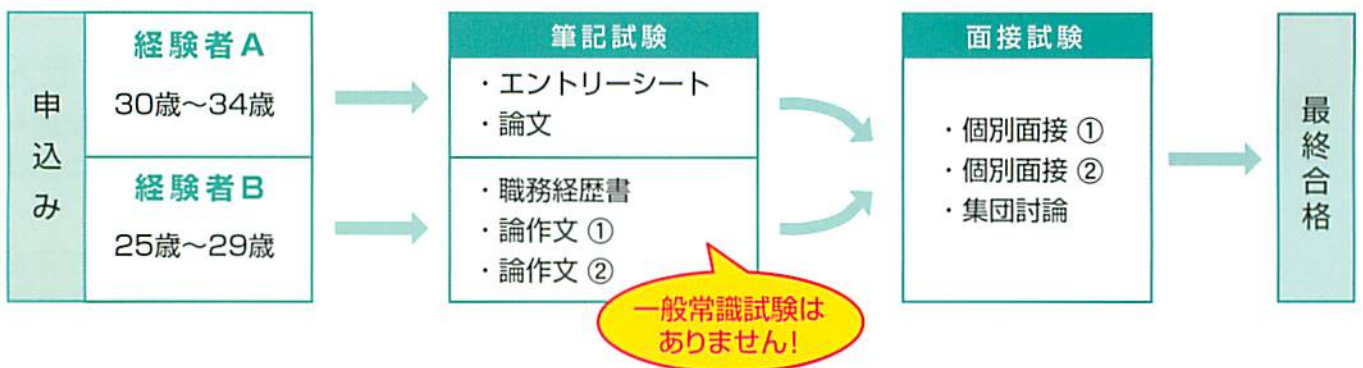 申込み
経験者A
30歳～34歳
経験者B
25歳～29歳
筆記試験
・エントリーシート
・論文
・職務経歴書
・論作文 ①
・論作文 ②
一般常識試験は
ありません！
面接試験
・個別面接 ①
・個別面接 ②
・集団討論
最終合格